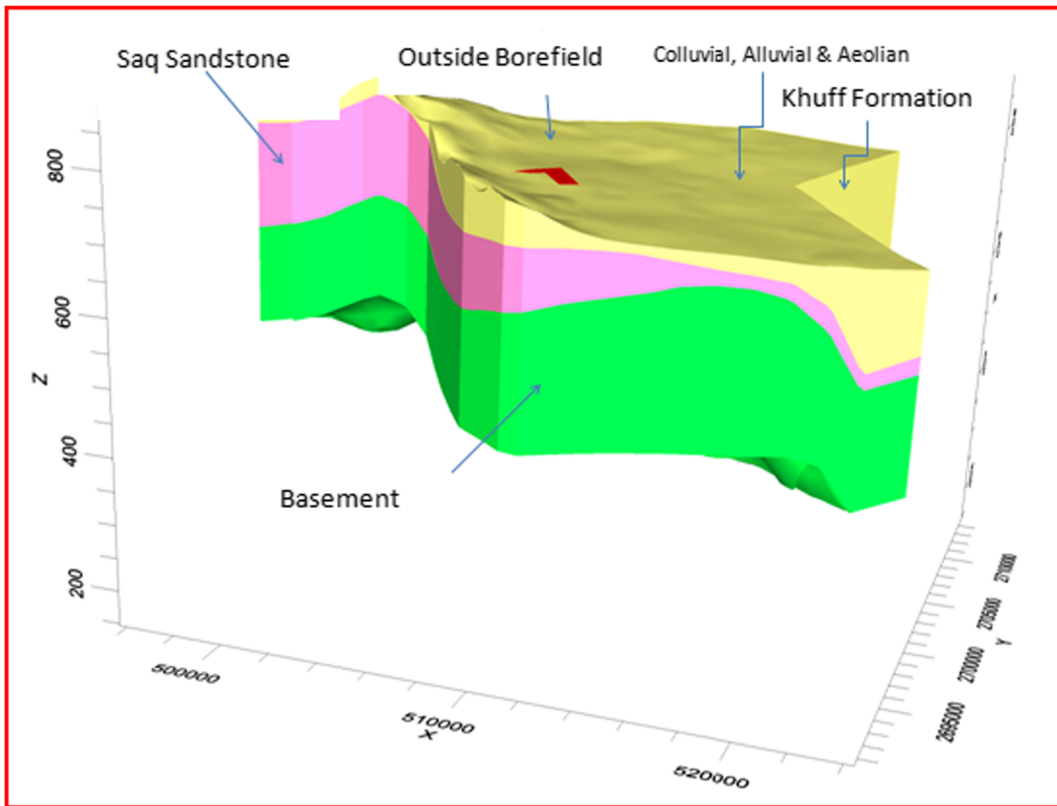 Saq Sandstone
Outside Borefield
Colluvial, Alluvial & Aeolian
Khuff Formation
800
600
Z
400
200
Basement
500000
510000
X
520000
2710000
2705000
Y
2700000
2695000